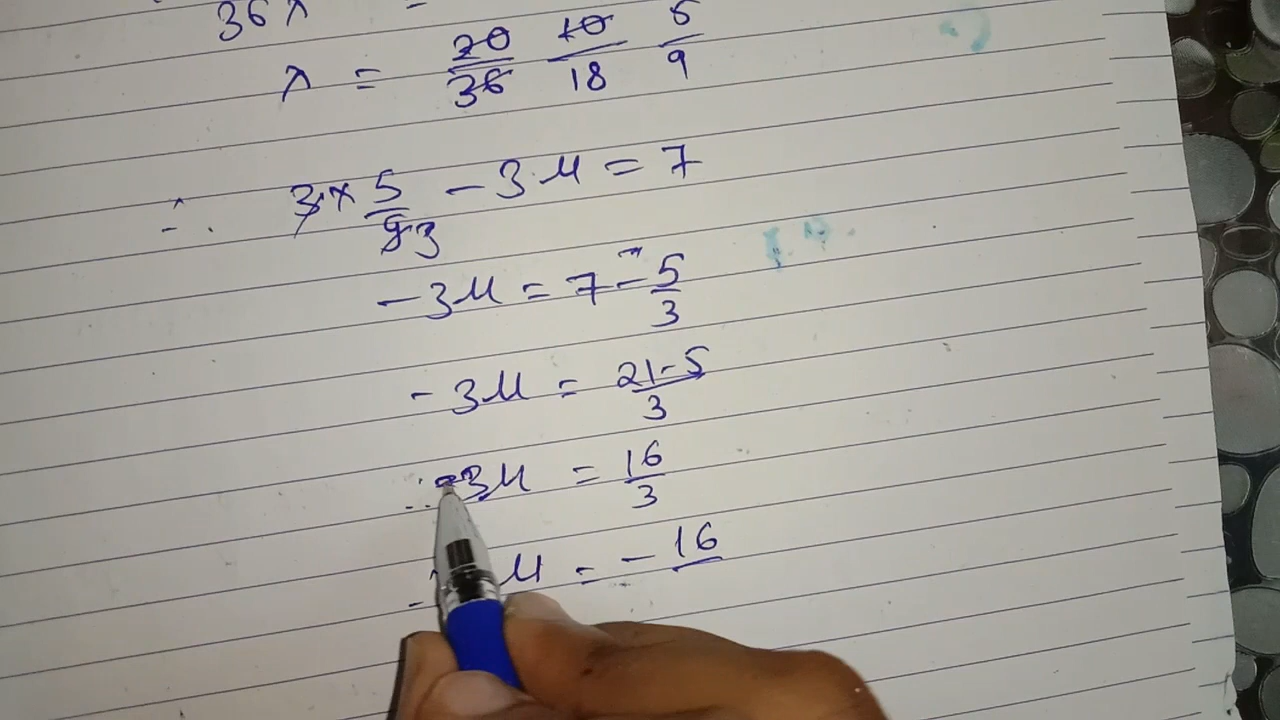 36λ =
λ = 20/36 10/18 5/9
∴ 3 × 5/9 3 - 3μ = 7
- 3μ = 7 - 5/3
- 3μ = 21-5/3
∴ -3μ = 16/3
μ = - 16